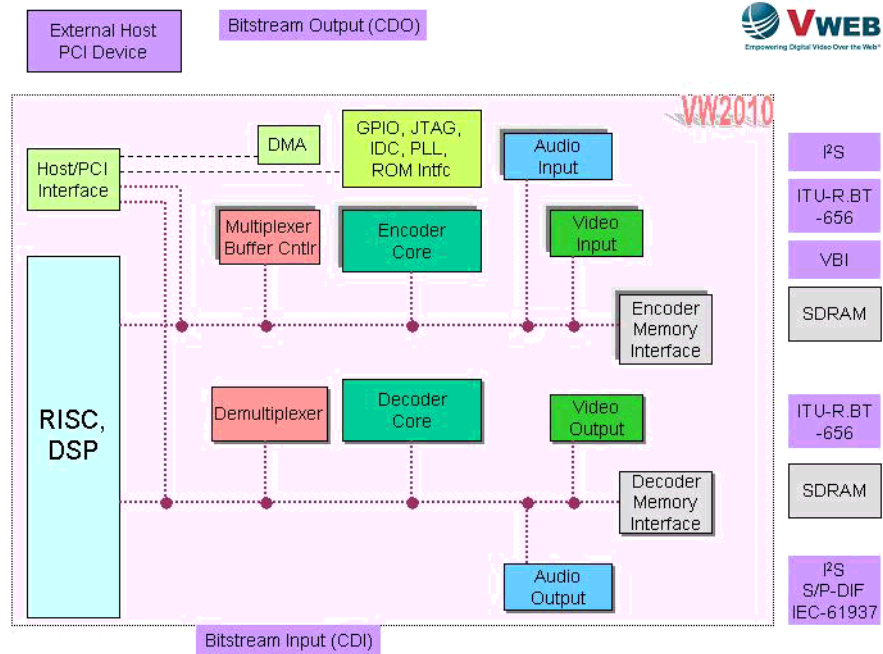 External Host
PCI Device
Bitstream Output (CDO)
VWEB
Empowering Digital Video Over the Web®
VW2010
Host/PCI
Interface
DMA
GPIO, JTAG,
IDC, PLL,
ROM Intfc
Audio
Input
I²S
Multiplexer
Buffer Cntlr
Encoder
Core
Video
Input
ITU-R.BT
-656
VBI
Encoder
Memory
Interface
SDRAM
RISC,
DSP
Demultiplexer
Decoder
Core
Video
Output
ITU-R.BT
-656
Decoder
Memory
Interface
SDRAM
Audio
Output
I²S
S/P-DIF
IEC-61937
Bitstream Input (CDI)